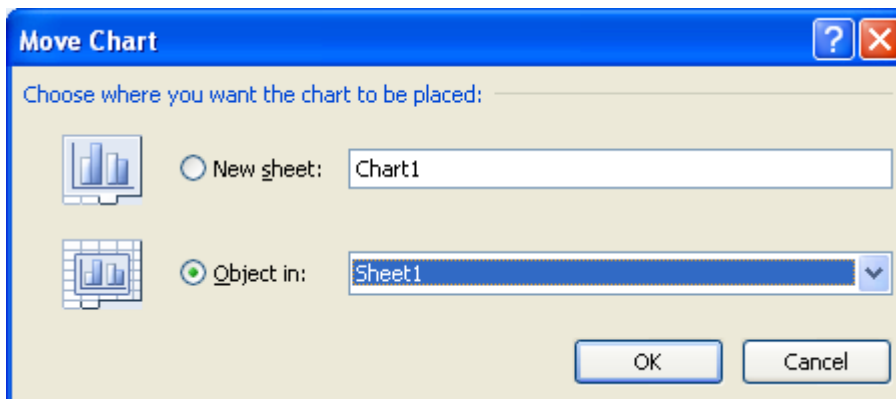 Move Chart
Choose where you want the chart to be placed:
New sheet: Chart1
Object in: Sheet1
OK Cancel